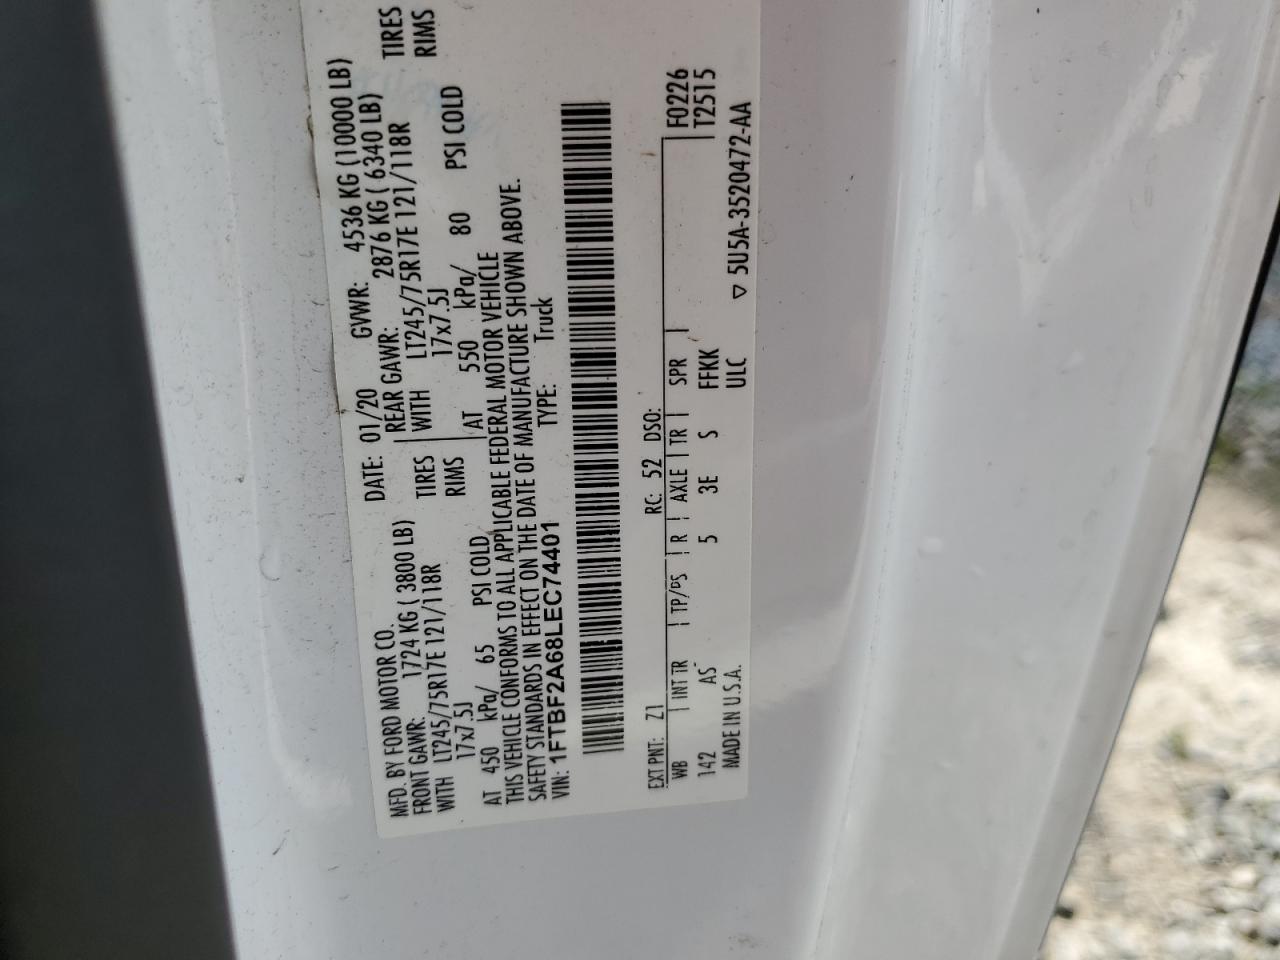 MFD. BY FORD MOTOR CO.
DATE: 01/20 GVWR: 4536 KG (10000 LB)
FRONT GAWR: 1724 KG ( 3800 LB) REAR GAWR: 2876 KG ( 6340 LB)
WITH LT245/75R17E 121/118R TIRES WITH LT245/75R17E 121/118R TIRES
17x7.5J RIMS 17x7.5J RIMS
AT 450 kPa/ 65 PSI COLD AT 550 kPa/ 80 PSI COLD
THIS VEHICLE CONFORMS TO ALL APPLICABLE FEDERAL MOTOR VEHICLE
SAFETY STANDARDS IN EFFECT ON THE DATE OF MANUFACTURE SHOWN ABOVE.
VIN: 1FTBF2A68LEC74401 TYPE: Truck
EXT PNT: Z1 RC: 52 DSO:
WB INT TR TP/PS R AXLE TR SPR F0226
142 AS 5 3E S FFKK T2515
MADE IN U.S.A. ULC ▽ 5U5A-3520472-AA